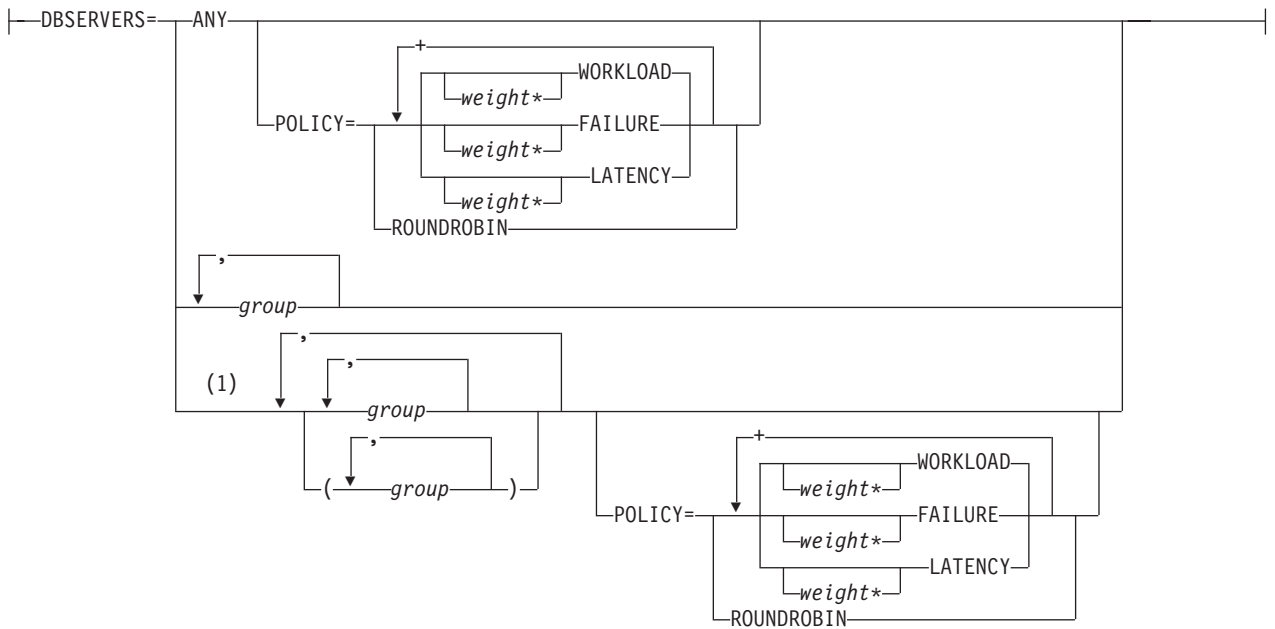 DBSERVERS= ANY
+
WORKLOAD
weight*
POLICY= FAILURE
weight*
LATENCY
weight*
ROUNDROBIN
,
group
,
,
(1)
group
,
( group )
+
WORKLOAD
weight*
POLICY= FAILURE
weight*
LATENCY
weight*
ROUNDROBIN